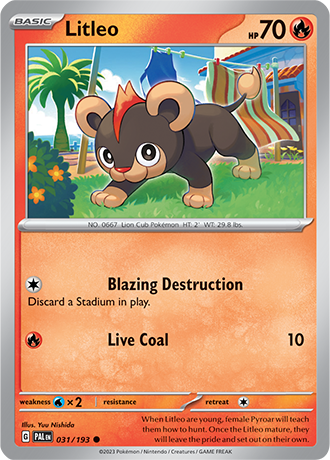 BASIC Litleo HP 70
NO. 0667 Lion Cub Pokémon HT: 2' WT: 29.8 lbs.
Blazing Destruction
Discard a Stadium in play.
Live Coal 10
weakness ×2 resistance retreat
Illus. Yuu Nishida
G PAL EN 031/193
When Litleo are young, female Pyroar will teach
them how to hunt. Once the Litleo mature, they
will leave the pride and set out on their own.
©2023 Pokémon / Nintendo / Creatures / GAME FREAK